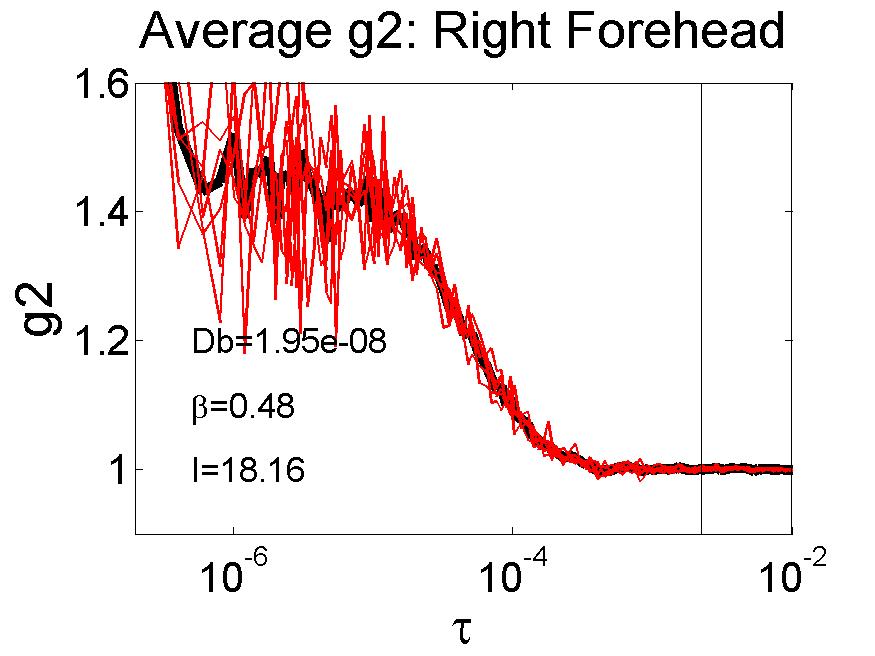 Average g2: Right Forehead
1.6
1.4
1.2
1
g2
Db=1.95e-08
β=0.48
I=18.16
10^-6
10^-4
10^-2
τ